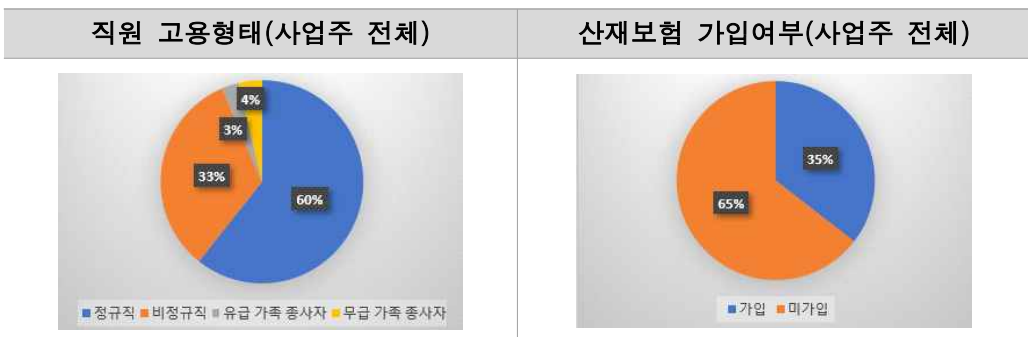 직원 고용형태(사업주 전체)
산재보험 가입여부(사업주 전체)
4%
3%
33%
60%
■정규직 ■비정규직 ■유급 가족 종사자 ■무급 가족 종사자
35%
65%
■가입 ■미가입